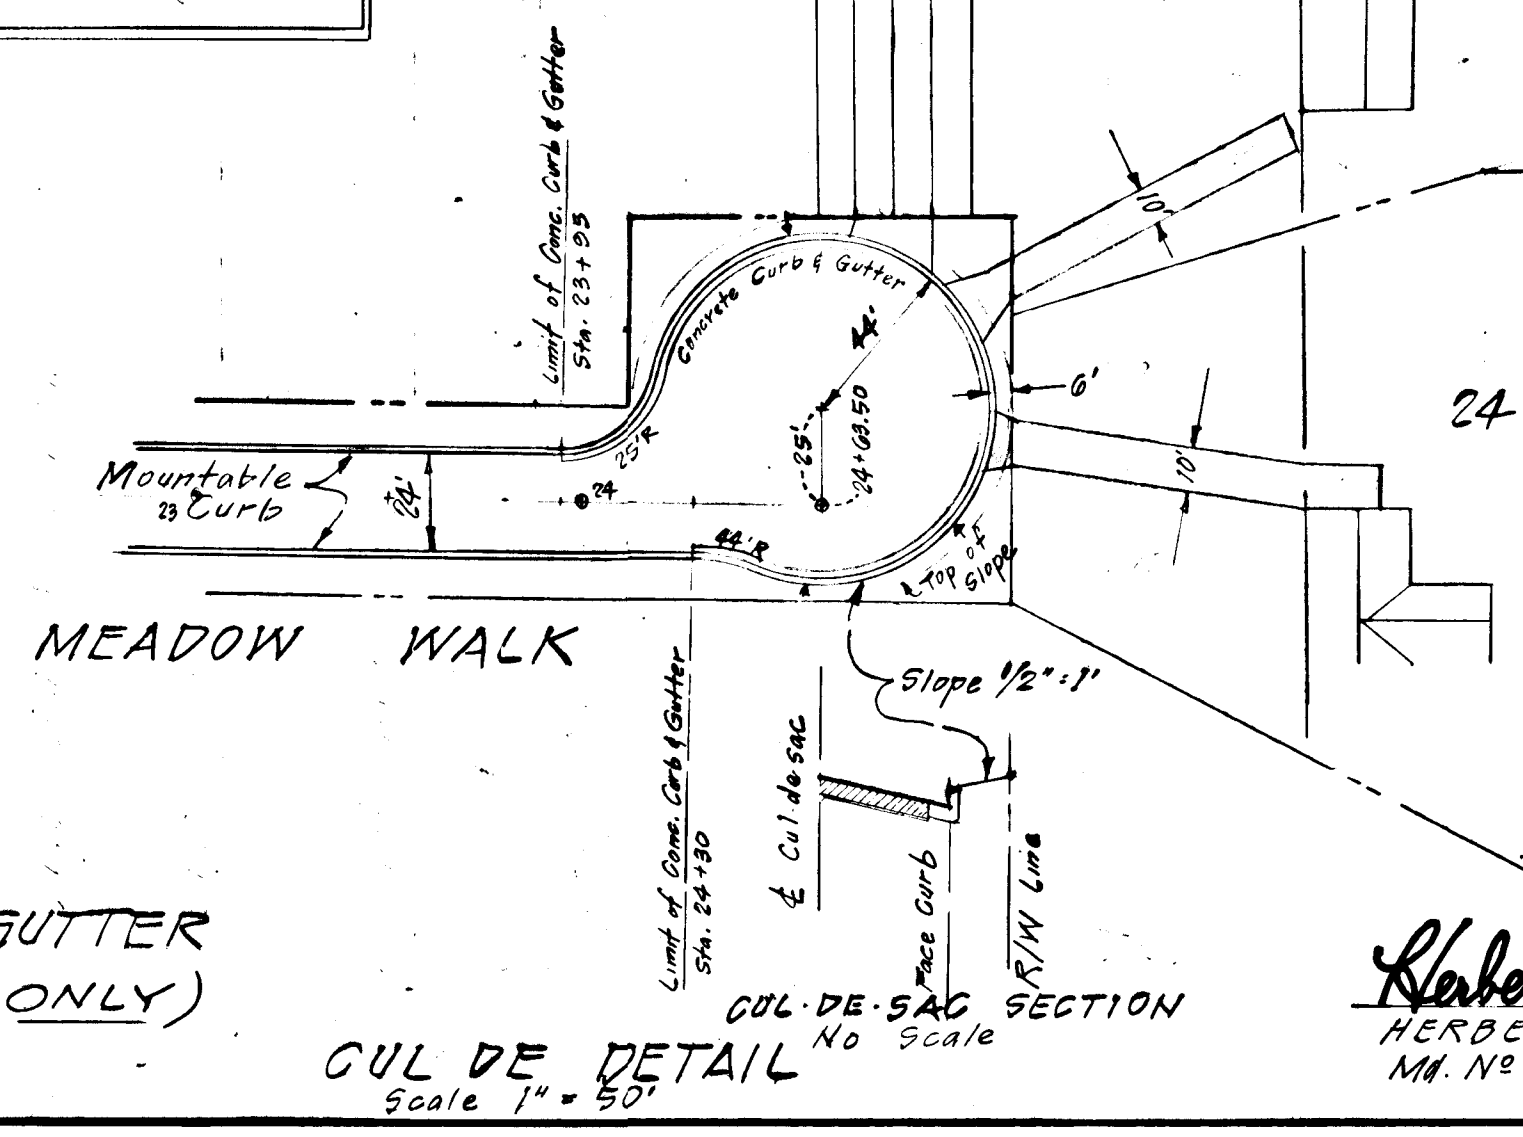 Limit of Conc. Curb & Gutter
Sta. 23+95
Concrete Curb & Gutter
44'
10'
6'
24
25'R
25'
24+63.50
10'
Mountable
23 Curb
±24'
24
44'R
Top of
Slope
MEADOW WALK
Slope 1/2" : 1'
Limit of Conc. Curb & Gutter
Sta. 24+30
℄ Cul-de sac
Face Curb
R/W Line
GUTTER
ONLY)
CUL-DE-SAC SECTION
No Scale
CUL DE DETAIL
Scale 1" = 50'
Herbe
HERBE
Md. Nº